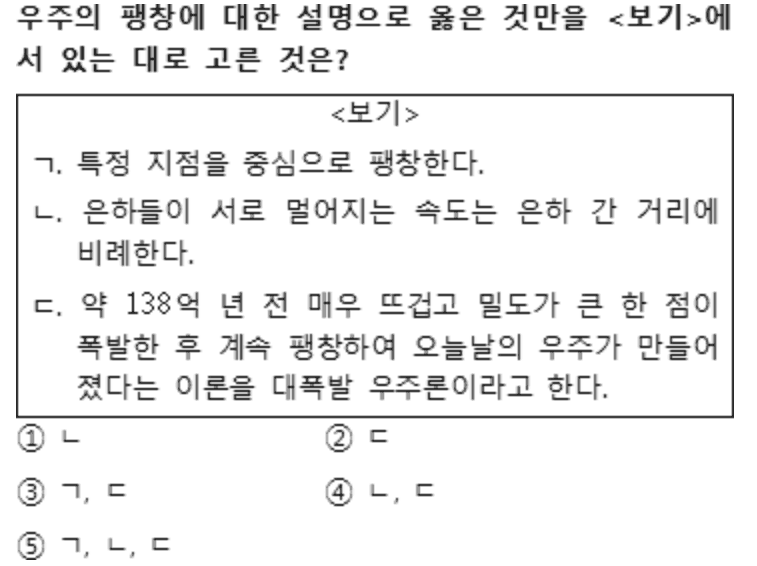 우주의 팽창에 대한 설명으로 옳은 것만을 <보기>에
서 있는 대로 고른 것은?
<보기>
ㄱ. 특정 지점을 중심으로 팽창한다.
ㄴ. 은하들이 서로 멀어지는 속도는 은하 간 거리에
비례한다.
ㄷ. 약 138억 년 전 매우 뜨겁고 밀도가 큰 한 점이
폭발한 후 계속 팽창하여 오늘날의 우주가 만들어
졌다는 이론을 대폭발 우주론이라고 한다.
① ㄴ ② ㄷ
③ ㄱ, ㄷ ④ ㄴ, ㄷ
⑤ ㄱ, ㄴ, ㄷ